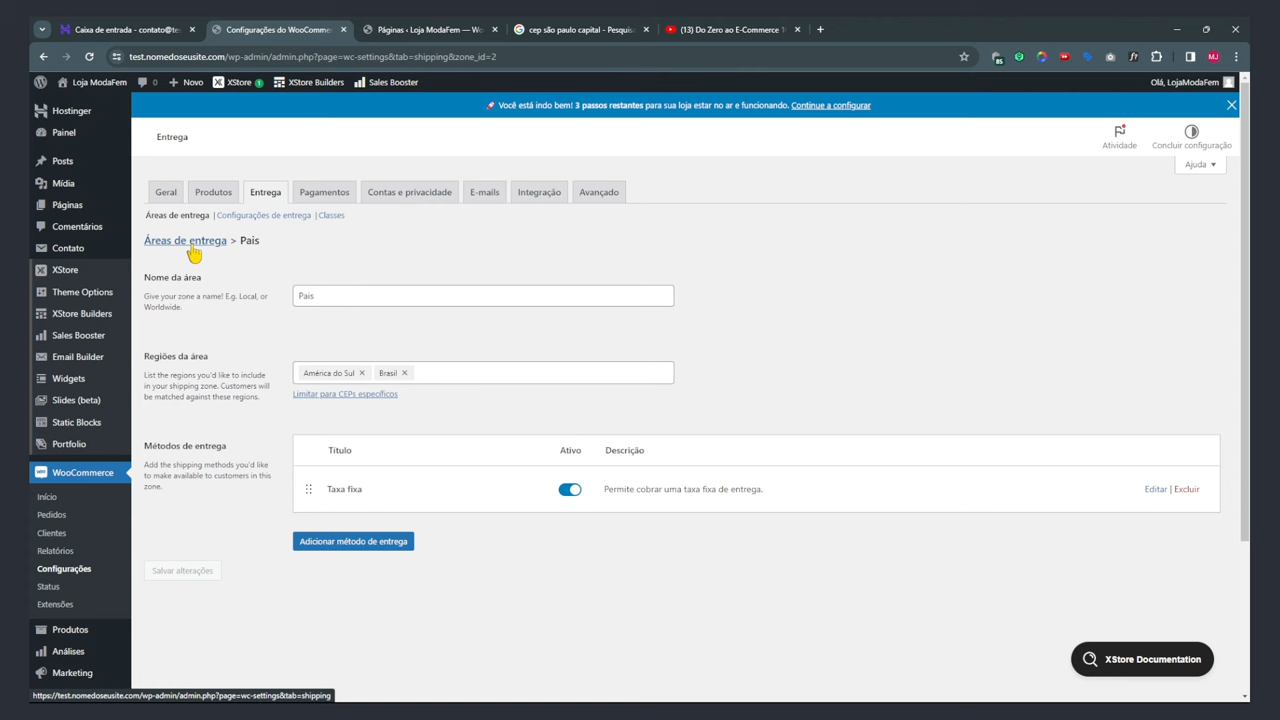 Caixa de entrada - contato@te
Configurações do WooComme
Páginas ‹ Loja ModaFem — W
cep são paulo capital - Pesquis
(13) Do Zero ao E-Commerce
test.nomedoseusite.com/wp-admin/admin.php?page=wc-settings&tab=shipping&zone_id=2
Loja ModaFem
0
Novo
XStore 1
XStore Builders
Sales Booster
Olá, LojaModaFem
Hostinger
Painel
Posts
Mídia
Páginas
Comentários
Contato
XStore
Theme Options
XStore Builders
Sales Booster
Email Builder
Widgets
Slides (beta)
Static Blocks
Portfolio
WooCommerce
Início
Pedidos
Clientes
Relatórios
Configurações
Status
Extensões
Produtos
Análises
Marketing
🚀 Você está indo bem! 3 passos restantes para sua loja estar no ar e funcionando. Continue a configurar
Entrega
Atividade
Concluir configuração
Ajuda
Geral
Produtos
Entrega
Pagamentos
Contas e privacidade
E-mails
Integração
Avançado
Áreas de entrega | Configurações de entrega | Classes
Áreas de entrega > Pais
Nome da área
Give your zone a name! E.g. Local, or
Worldwide.
Pais
Regiões da área
List the regions you'd like to include
in your shipping zone. Customers will
be matched against these regions.
América do Sul ×
Brasil ×
Limitar para CEPs específicos
Métodos de entrega
Add the shipping methods you'd like
to make available to customers in this
zone.
Título
Ativo
Descrição
Taxa fixa
Permite cobrar uma taxa fixa de entrega.
Editar | Excluir
Adicionar método de entrega
Salvar alterações
XStore Documentation
https://test.nomedoseusite.com/wp-admin/admin.php?page=wc-settings&tab=shipping